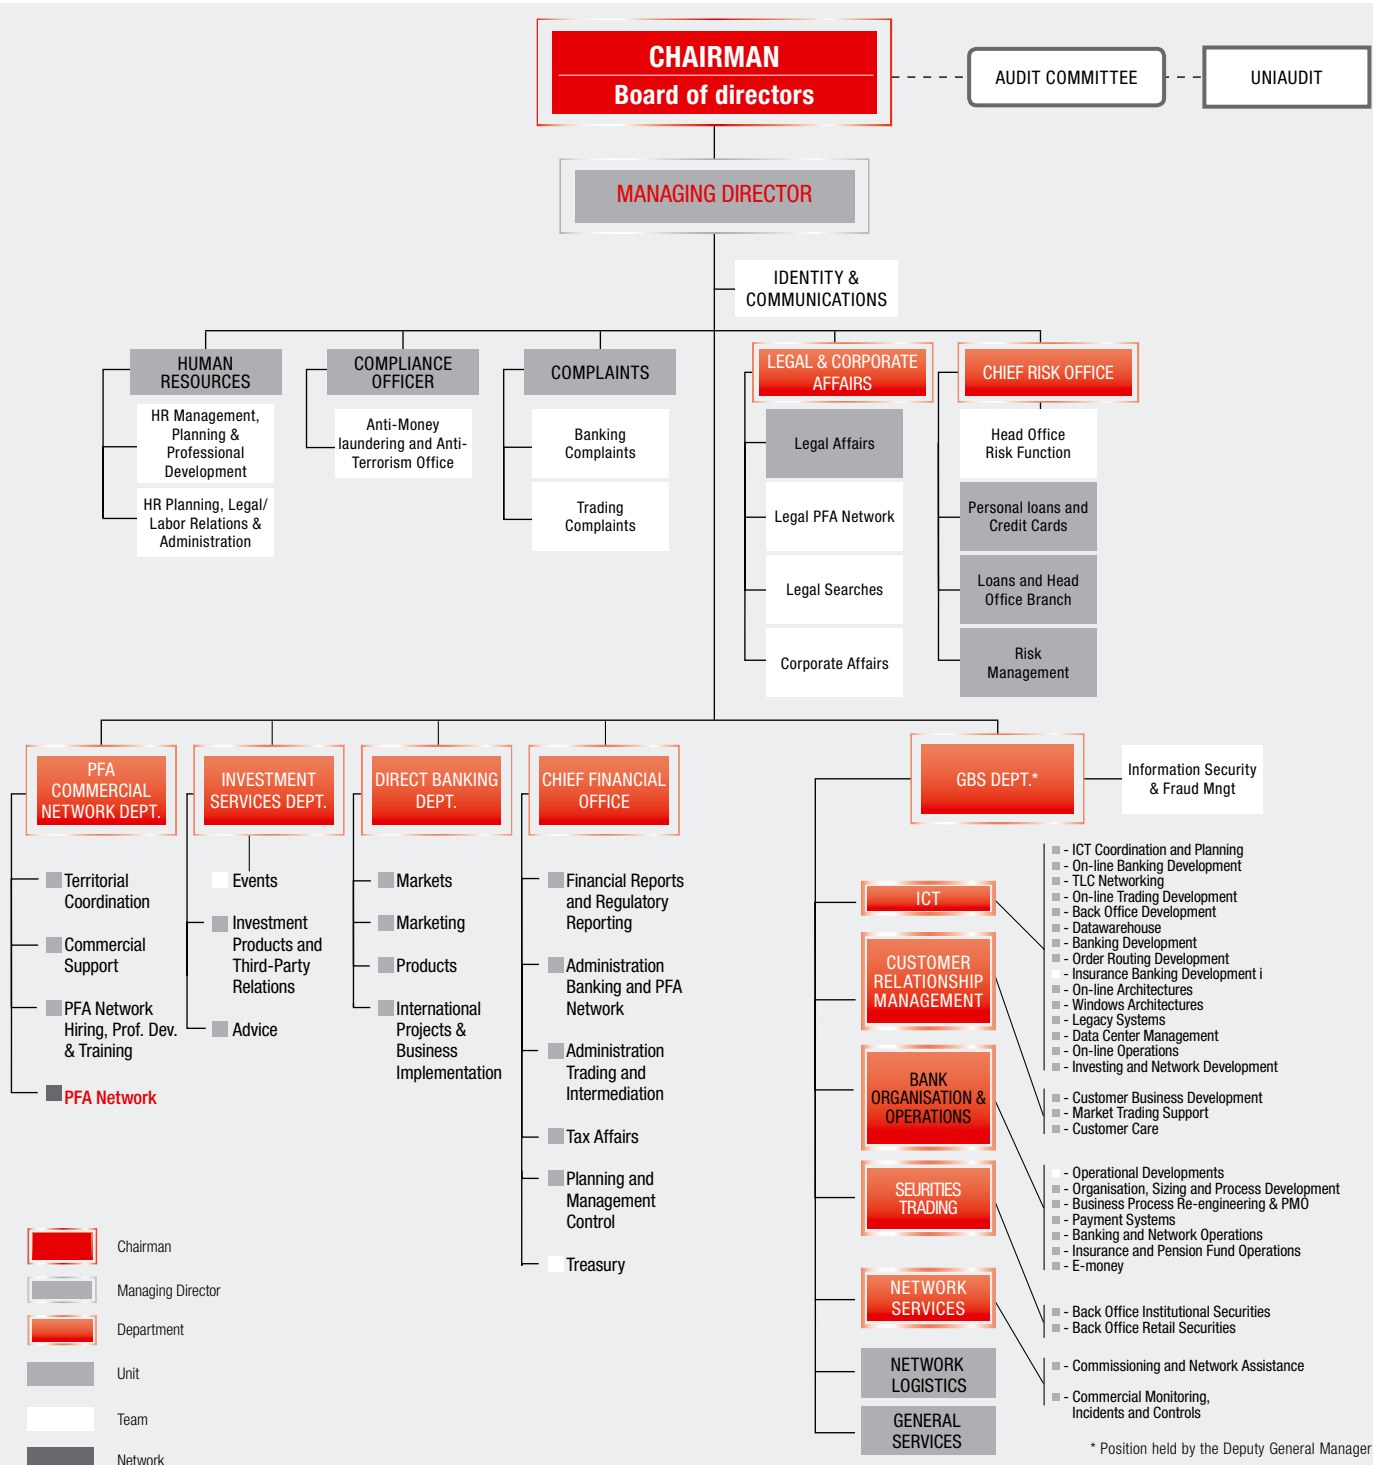 CHAIRMAN
Board of directors
AUDIT COMMITTEE
UNIAUDIT
MANAGING DIRECTOR
IDENTITY &
COMMUNICATIONS
HUMAN
RESOURCES
HR Management,
Planning &
Professional
Development
HR Planning, Legal/
Labor Relations &
Administration
COMPLIANCE
OFFICER
Anti-Money
laundering and Anti-
Terrorism Office
COMPLAINTS
Banking
Complaints
Trading
Complaints
LEGAL & CORPORATE
AFFAIRS
Legal Affairs
Legal PFA Network
Legal Searches
Corporate Affairs
CHIEF RISK OFFICE
Head Office
Risk Function
Personal loans and
Credit Cards
Loans and Head
Office Branch
Risk
Management
PFA
COMMERCIAL
NETWORK DEPT.
Territorial
Coordination
Commercial
Support
PFA Network
Hiring, Prof. Dev.
& Training
PFA Network
INVESTMENT
SERVICES DEPT.
Events
Investment
Products and
Third-Party
Relations
Advice
DIRECT BANKING
DEPT.
Markets
Marketing
Products
International
Projects &
Business
Implementation
CHIEF FINANCIAL
OFFICE
Financial Reports
and Regulatory
Reporting
Administration
Banking and PFA
Network
Administration
Trading and
Intermediation
Tax Affairs
Planning and
Management
Control
Treasury
GBS DEPT.*
Information Security
& Fraud Mngt
ICT
- ICT Coordination and Planning
- On-line Banking Development
- TLC Networking
- On-line Trading Development
- Back Office Development
- Datawarehouse
- Banking Development
- Order Routing Development
- Insurance Banking Development i
- On-line Architectures
- Windows Architectures
- Legacy Systems
- Data Center Management
- On-line Operations
- Investing and Network Development
CUSTOMER
RELATIONSHIP
MANAGEMENT
- Customer Business Development
- Market Trading Support
- Customer Care
BANK
ORGANISATION &
OPERATIONS
- Operational Developments
- Organisation, Sizing and Process Development
- Business Process Re-engineering & PMO
- Payment Systems
- Banking and Network Operations
- Insurance and Pension Fund Operations
- E-money
SEURITIES
TRADING
- Back Office Institutional Securities
- Back Office Retail Securities
NETWORK
SERVICES
- Commissioning and Network Assistance
- Commercial Monitoring,
Incidents and Controls
NETWORK
LOGISTICS
GENERAL
SERVICES
Chairman
Managing Director
Department
Unit
Team
Network
* Position held by the Deputy General Manager